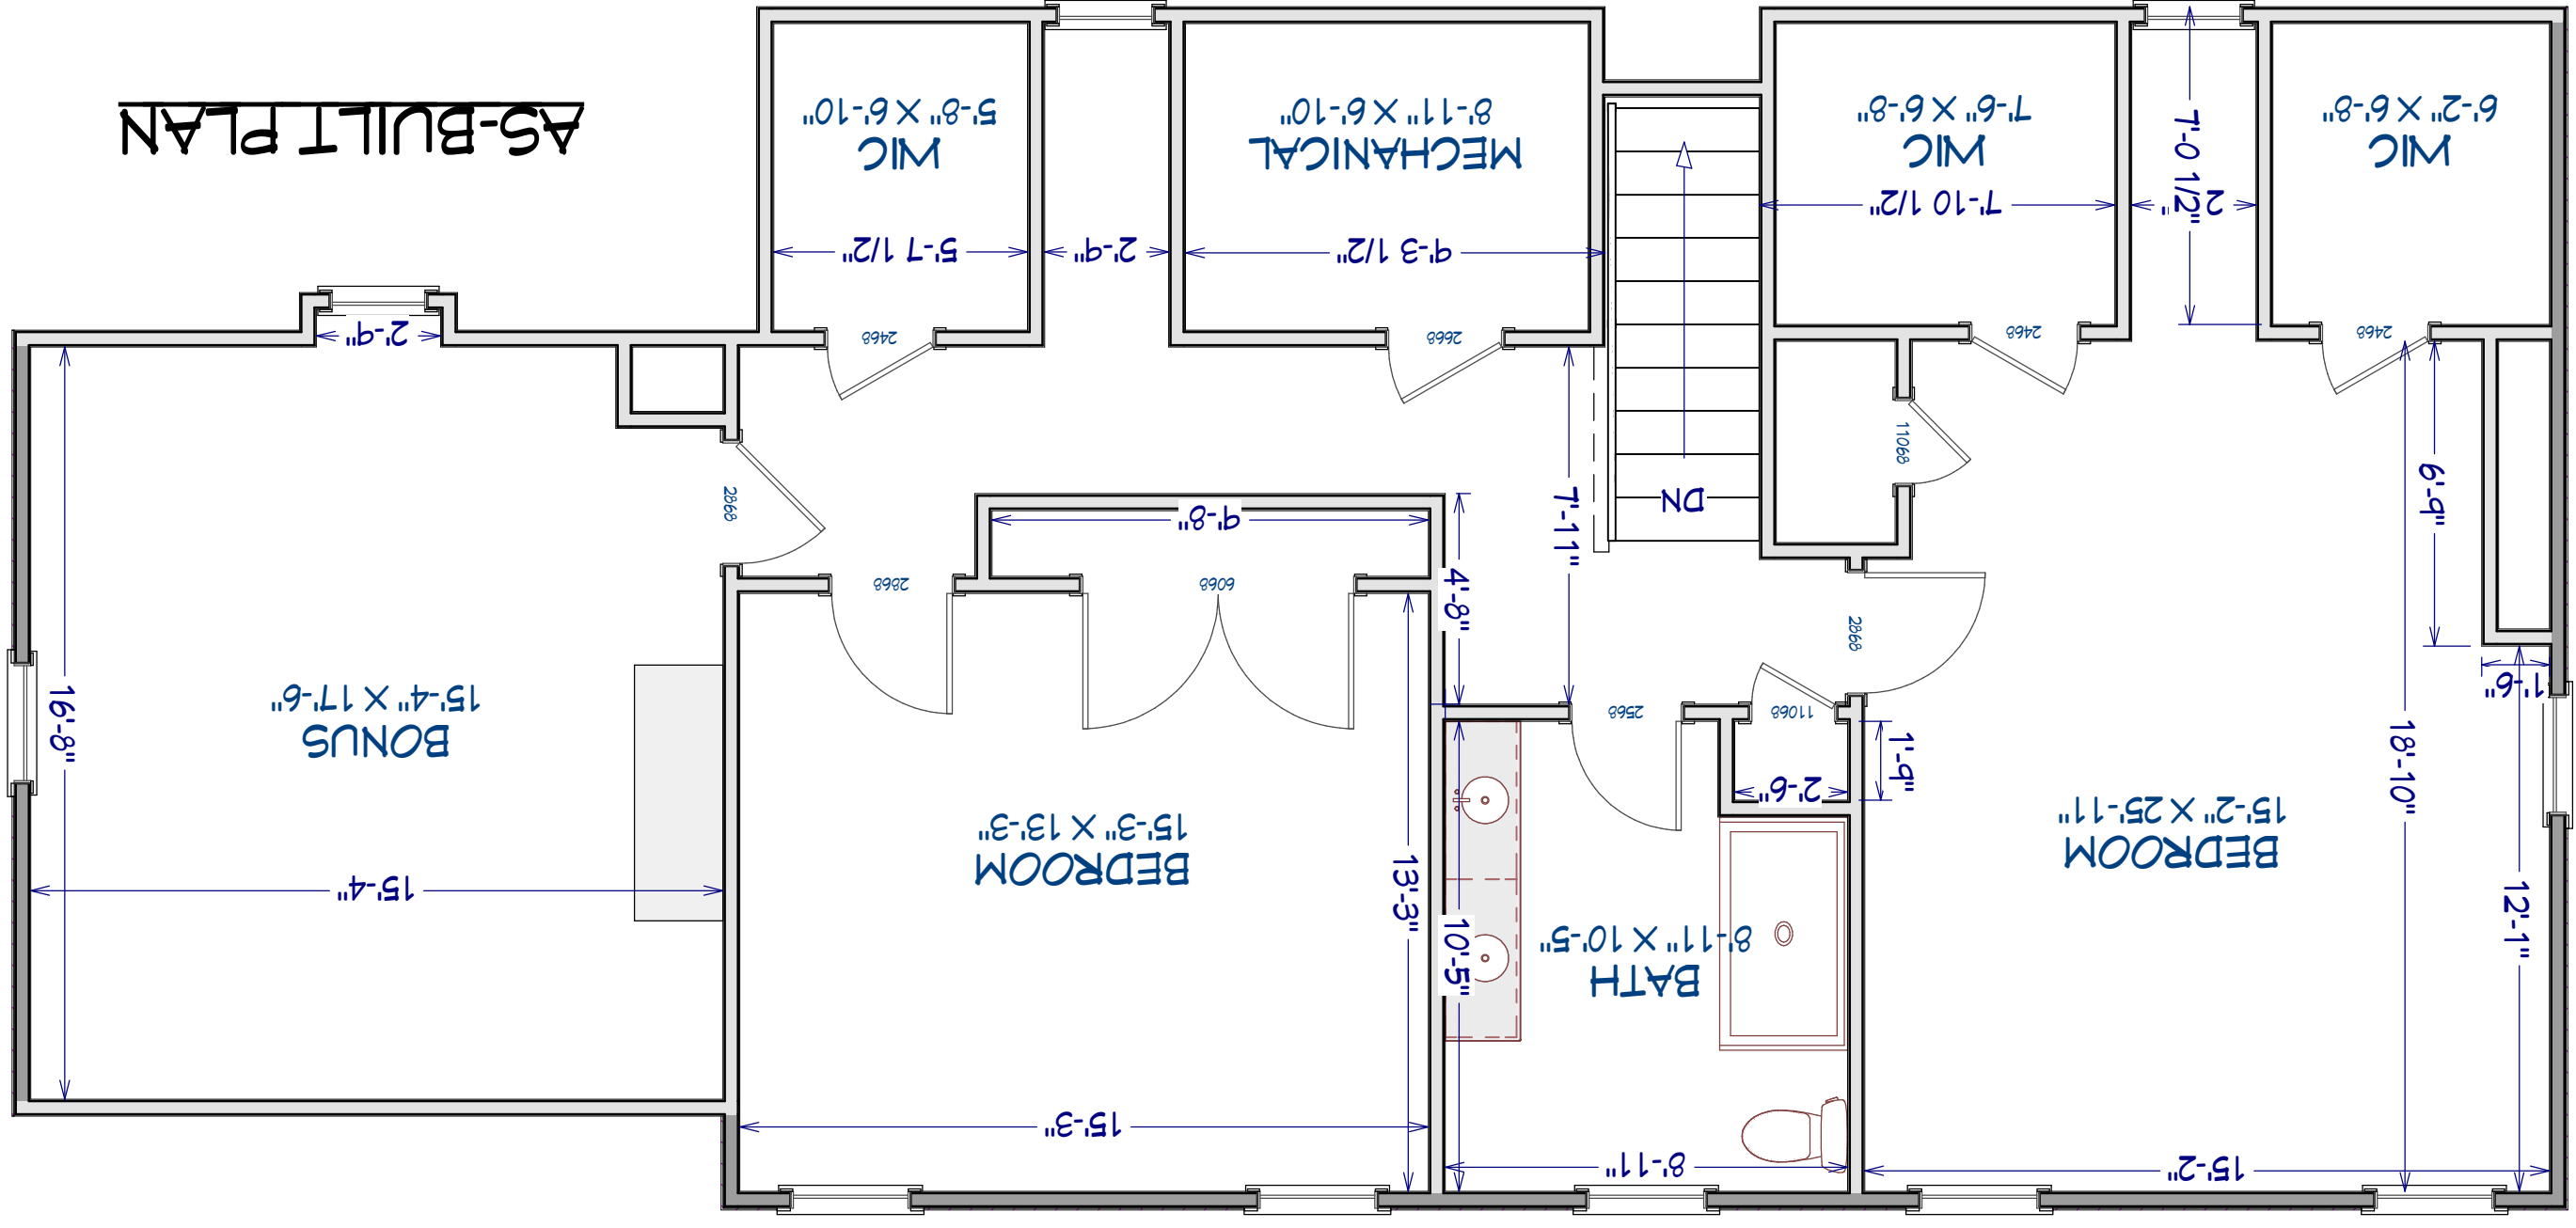 15'-2"
8'-11"
15'-3"
BATH
8'-11" X 10'-5"
12'-1"
10'-5"
13'-3"
15'-4"
BEDROOM
15'-2" X 25'-11"
BEDROOM
15'-3" X 13'-3"
18'-10"
1'-9"
2'-6"
BONUS
15'-4" X 17'-6"
16'-8"
1'-6"
11068
2568
2868
4'-8"
6068
2868
7'-11"
9'-8"
DN
2868
6'-9"
11068
2468
2468
2668
2468
2'-9"
9'-3 1/2"
2'-9"
5'-7 1/2"
7'-10 1/2"
7'-0 1/2"
WIC
6'-2" X 6'-8"
WIC
7'-6" X 6'-8"
MECHANICAL
8'-11" X 6'-10"
WIC
5'-8" X 6'-10"
AS-BUILT PLAN